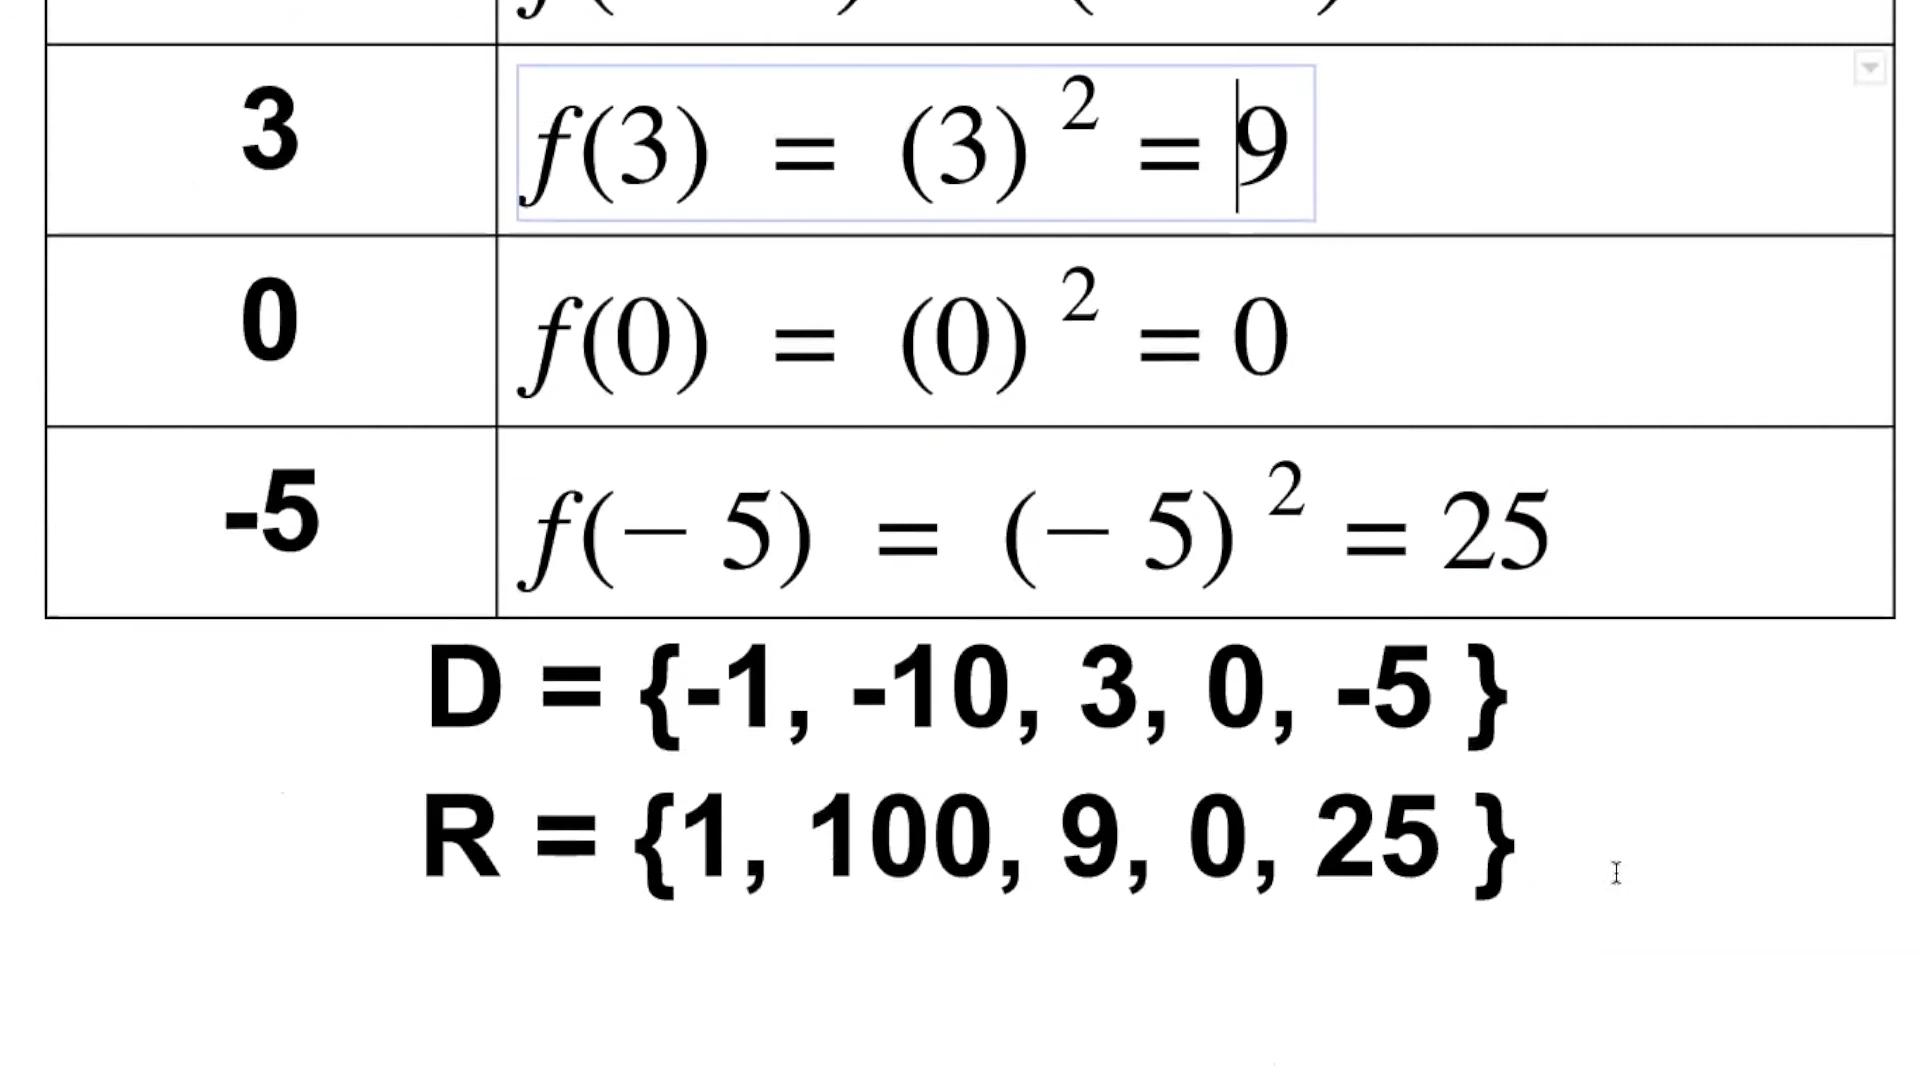 3 f(3) = (3)² = 9
0 f(0) = (0)² = 0
-5 f(− 5) = (− 5)² = 25
D = {-1, -10, 3, 0, -5 }
R = {1, 100, 9, 0, 25 }